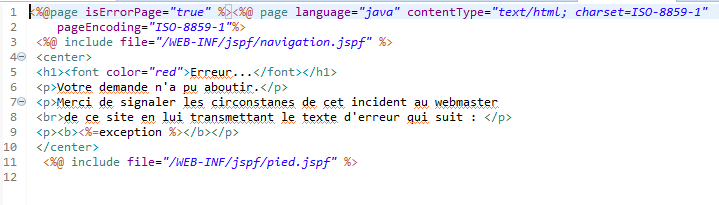 1 <%@page isErrorPage="true" %><%@ page language="java" contentType="text/html; charset=ISO-8859-1"
2 pageEncoding="ISO-8859-1"%>
3 <%@ include file="/WEB-INF/jspf/navigation.jspf" %>
4 <center>
5 <h1><font color="red">Erreur...</font></h1>
6 <p>Votre demande n'a pu aboutir.</p>
7 <p>Merci de signaler les circonstanes de cet incident au webmaster
8 <br>de ce site en lui transmettant le texte d'erreur qui suit : </p>
9 <p><b><%=exception %></b></p>
10 </center>
11 <%@ include file="/WEB-INF/jspf/pied.jspf" %>
12